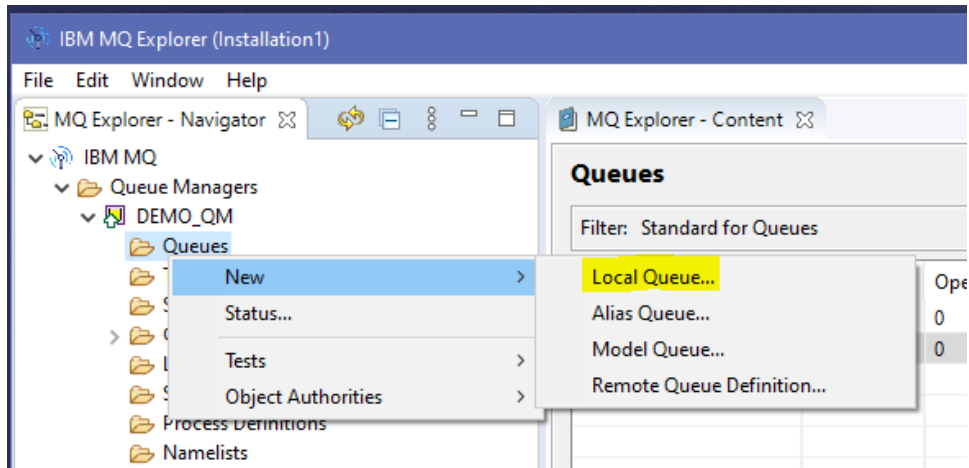 IBM MQ Explorer (Installation1)
File Edit Window Help
MQ Explorer - Navigator
MQ Explorer - Content
IBM MQ
Queue Managers
DEMO_QM
Queues
Queues
Filter: Standard for Queues
New
Status...
Tests
Object Authorities
Local Queue...
Alias Queue...
Model Queue...
Remote Queue Definition...
Ope
0
0
Process Definitions
Namelists